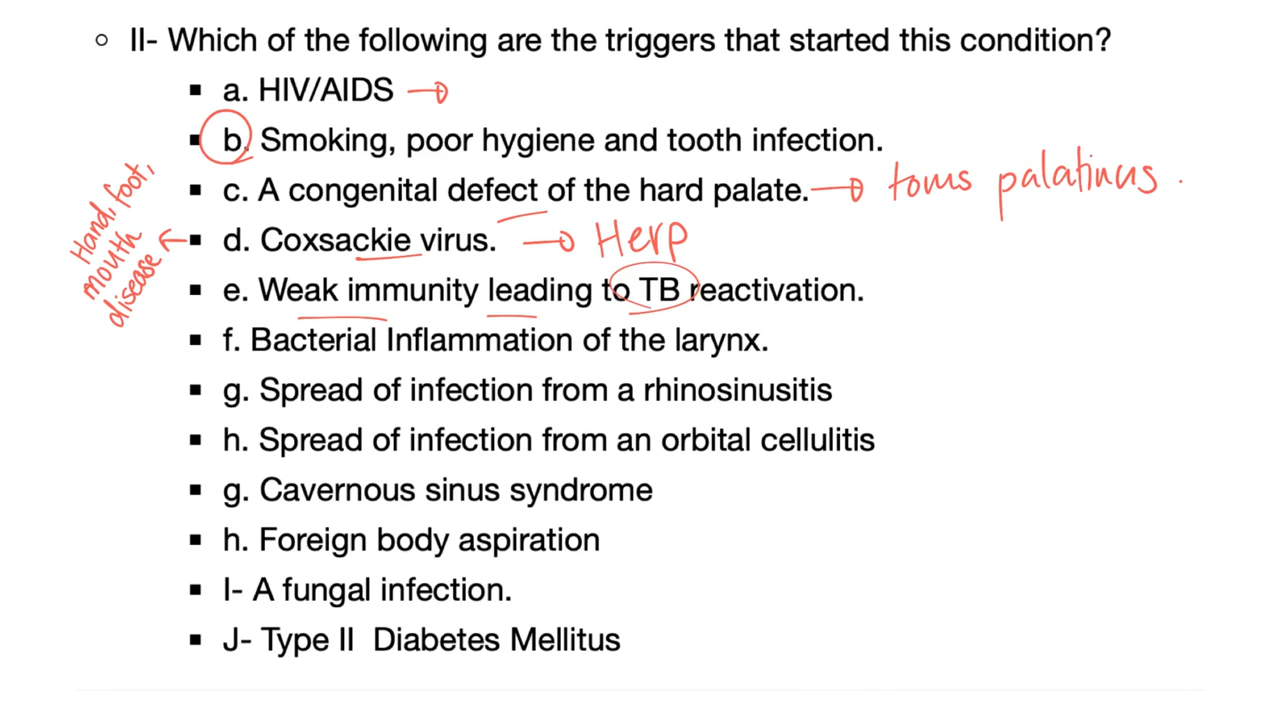 II- Which of the following are the triggers that started this condition?
a. HIV/AIDS
b. Smoking, poor hygiene and tooth infection.
c. A congenital defect of the hard palate. torus palatinus.
Hand, foot,
mouth
disease
d. Coxsackie virus. Herp
e. Weak immunity leading to TB reactivation.
f. Bacterial Inflammation of the larynx.
g. Spread of infection from a rhinosinusitis
h. Spread of infection from an orbital cellulitis
g. Cavernous sinus syndrome
h. Foreign body aspiration
I- A fungal infection.
J- Type II Diabetes Mellitus